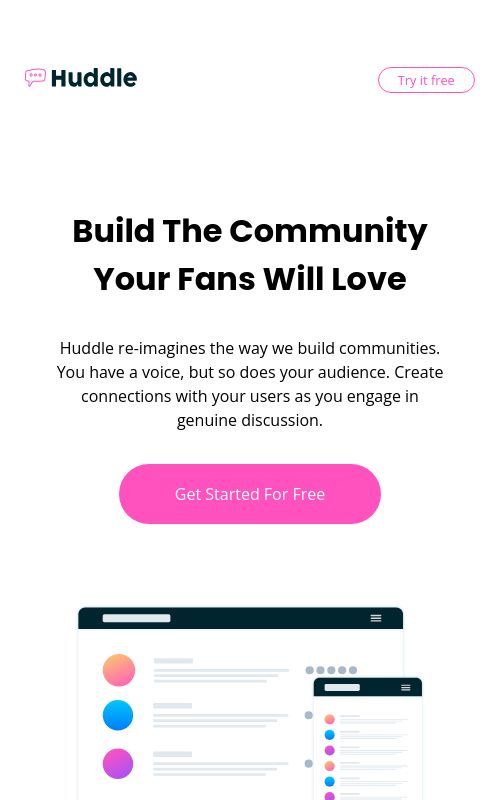 Huddle
Try it free
Build The Community
Your Fans Will Love
Huddle re-imagines the way we build communities.
You have a voice, but so does your audience. Create
connections with your users as you engage in
genuine discussion.
Get Started For Free